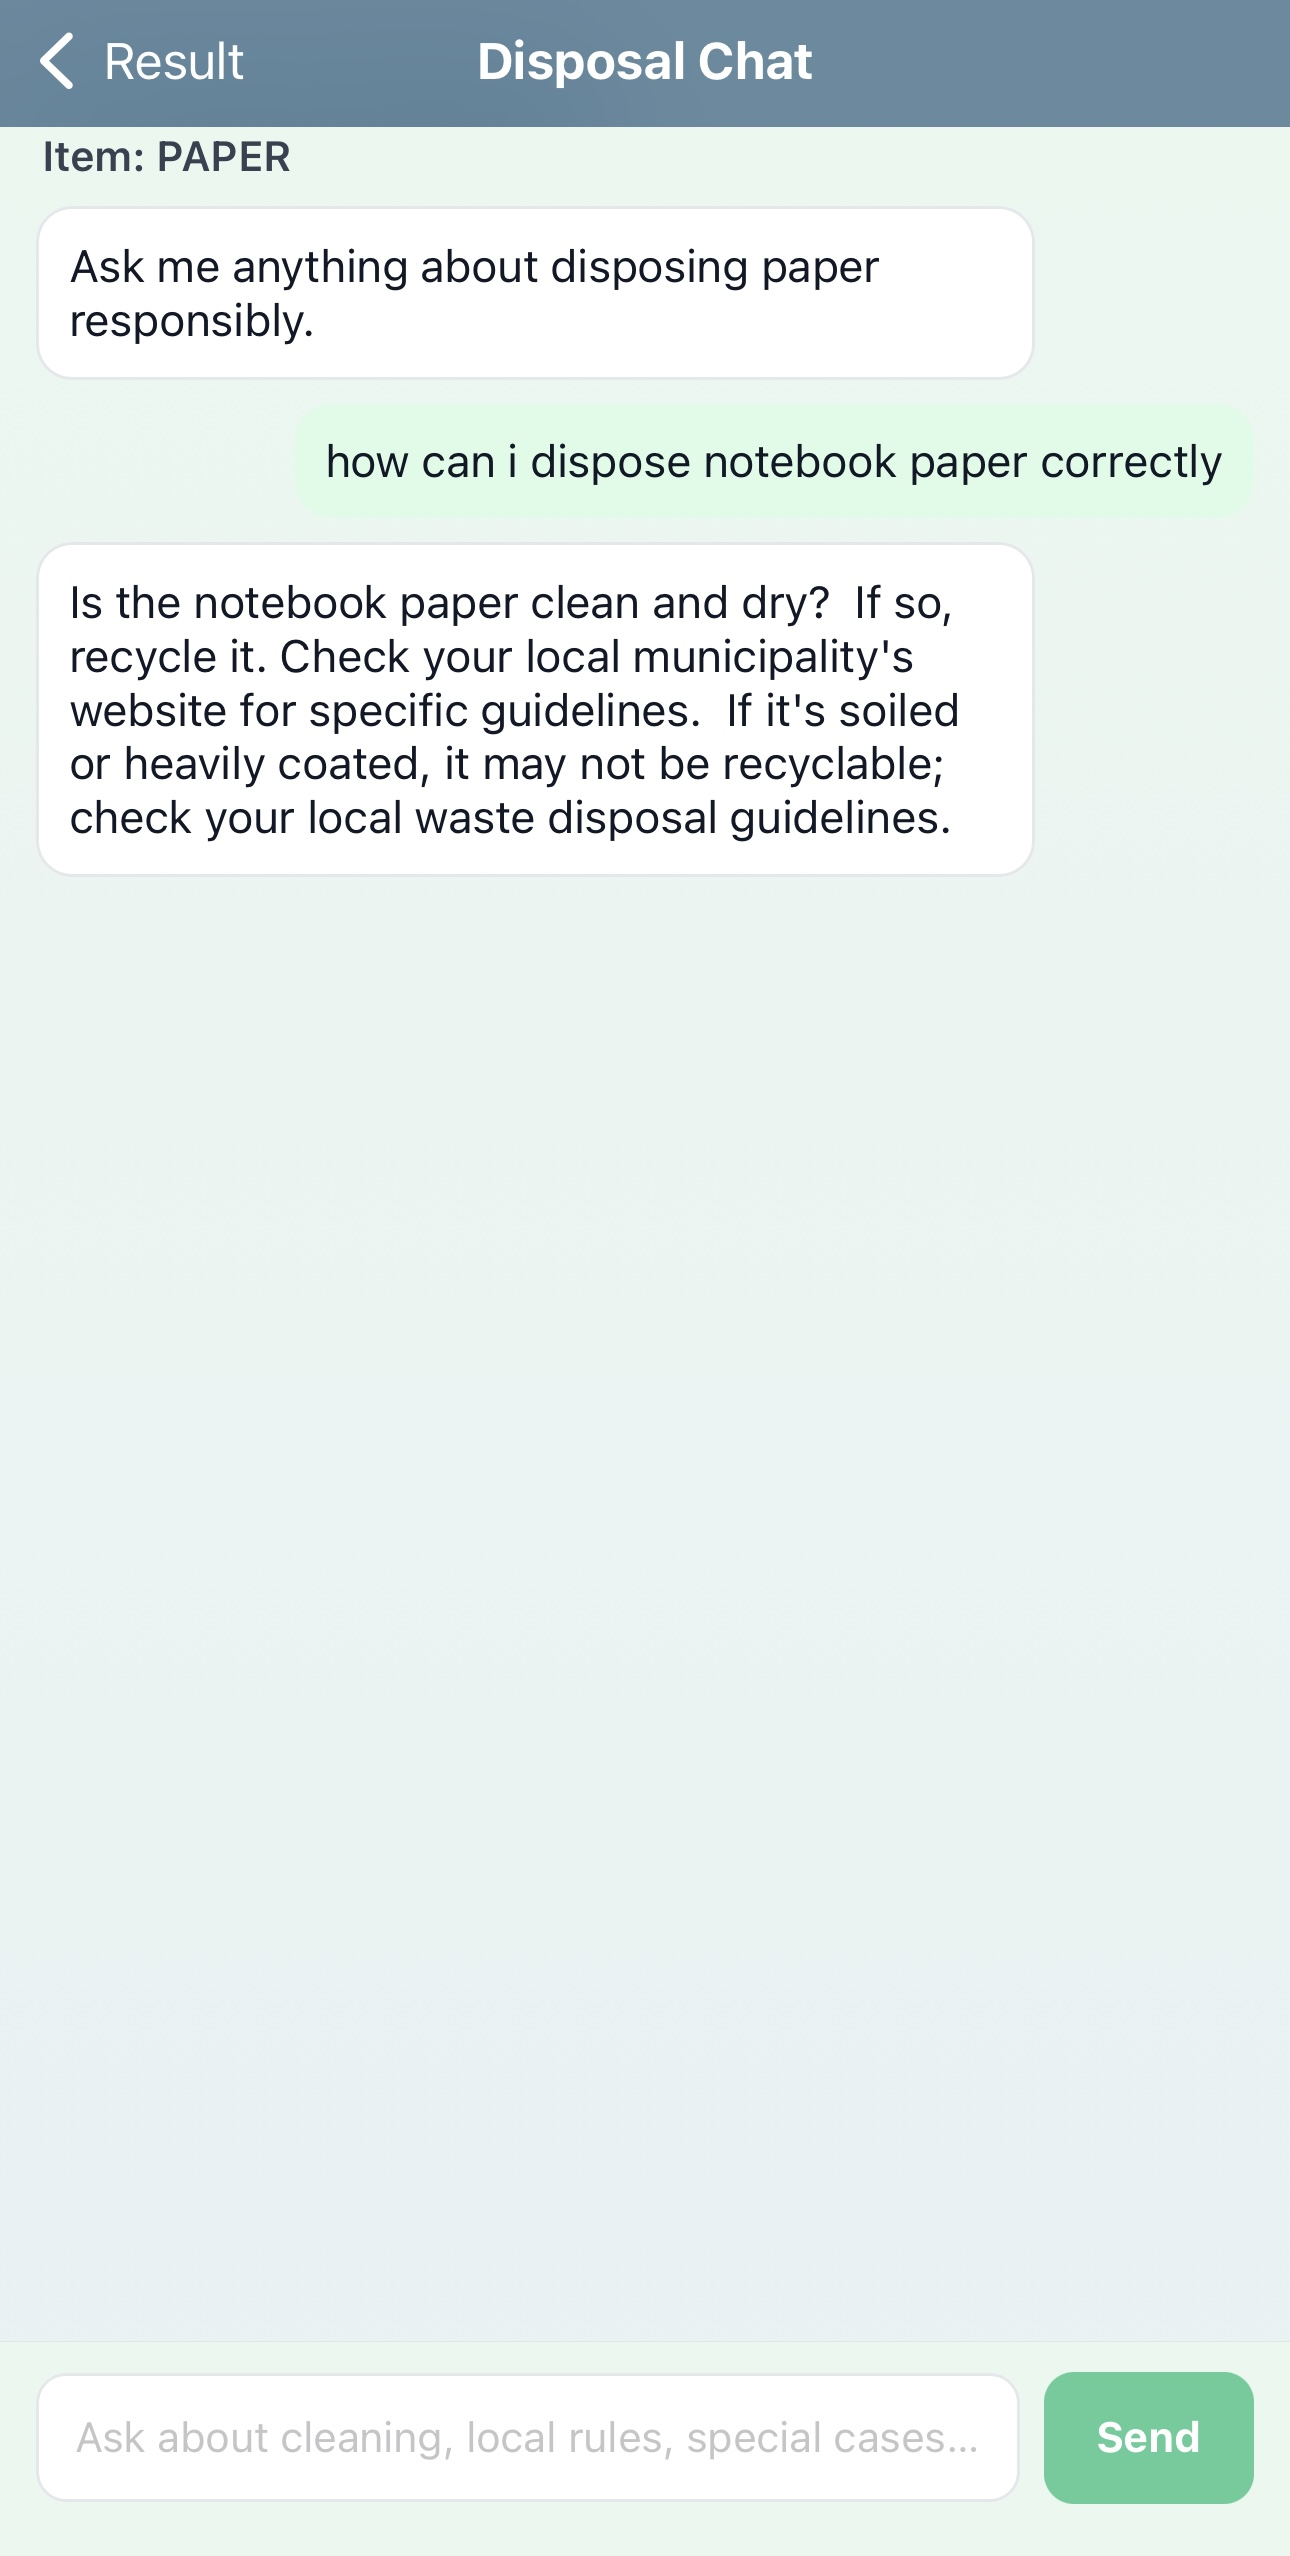 Result
Disposal Chat
Item: PAPER
Ask me anything about disposing paper
responsibly.
how can i dispose notebook paper correctly
Is the notebook paper clean and dry?  If so,
recycle it. Check your local municipality's
website for specific guidelines.  If it's soiled
or heavily coated, it may not be recyclable;
check your local waste disposal guidelines.
Ask about cleaning, local rules, special cases...
Send